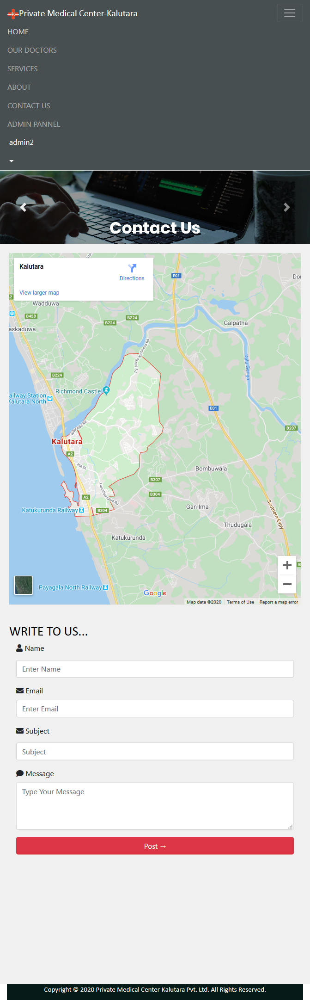 Private Medical Center-Kalutara
HOME
OUR DOCTORS
SERVICES
ABOUT
CONTACT US
ADMIN PANNEL
admin2
Contact Us
Kalutara
Directions
View larger map
E01
Wadduwa
B458
B224
B224
Galpatha
askaduwa
Kalu Ganga
Palathota-Kethhena Rd
B224
Richmond Castle
ailway Station
Kalutara North
E01
B207
Riverside Rd
Kalutara
A2
Hill St
Bombuwala
B207
Henatiyangala Rd
B304
A2
Gan-Ima
Katukurunda Railway
B304
Southern Expy
Thudugala
Katukurunda
Payagala North Railway
Google
Map data ©2020
Terms of Use
Report a map error
WRITE TO US...
Name
Enter Name
Email
Enter Email
Subject
Subject
Message
Type Your Message
Post →
Copyright © 2020 Private Medical Center-Kalutara Pvt. Ltd. All Rights Reserved.